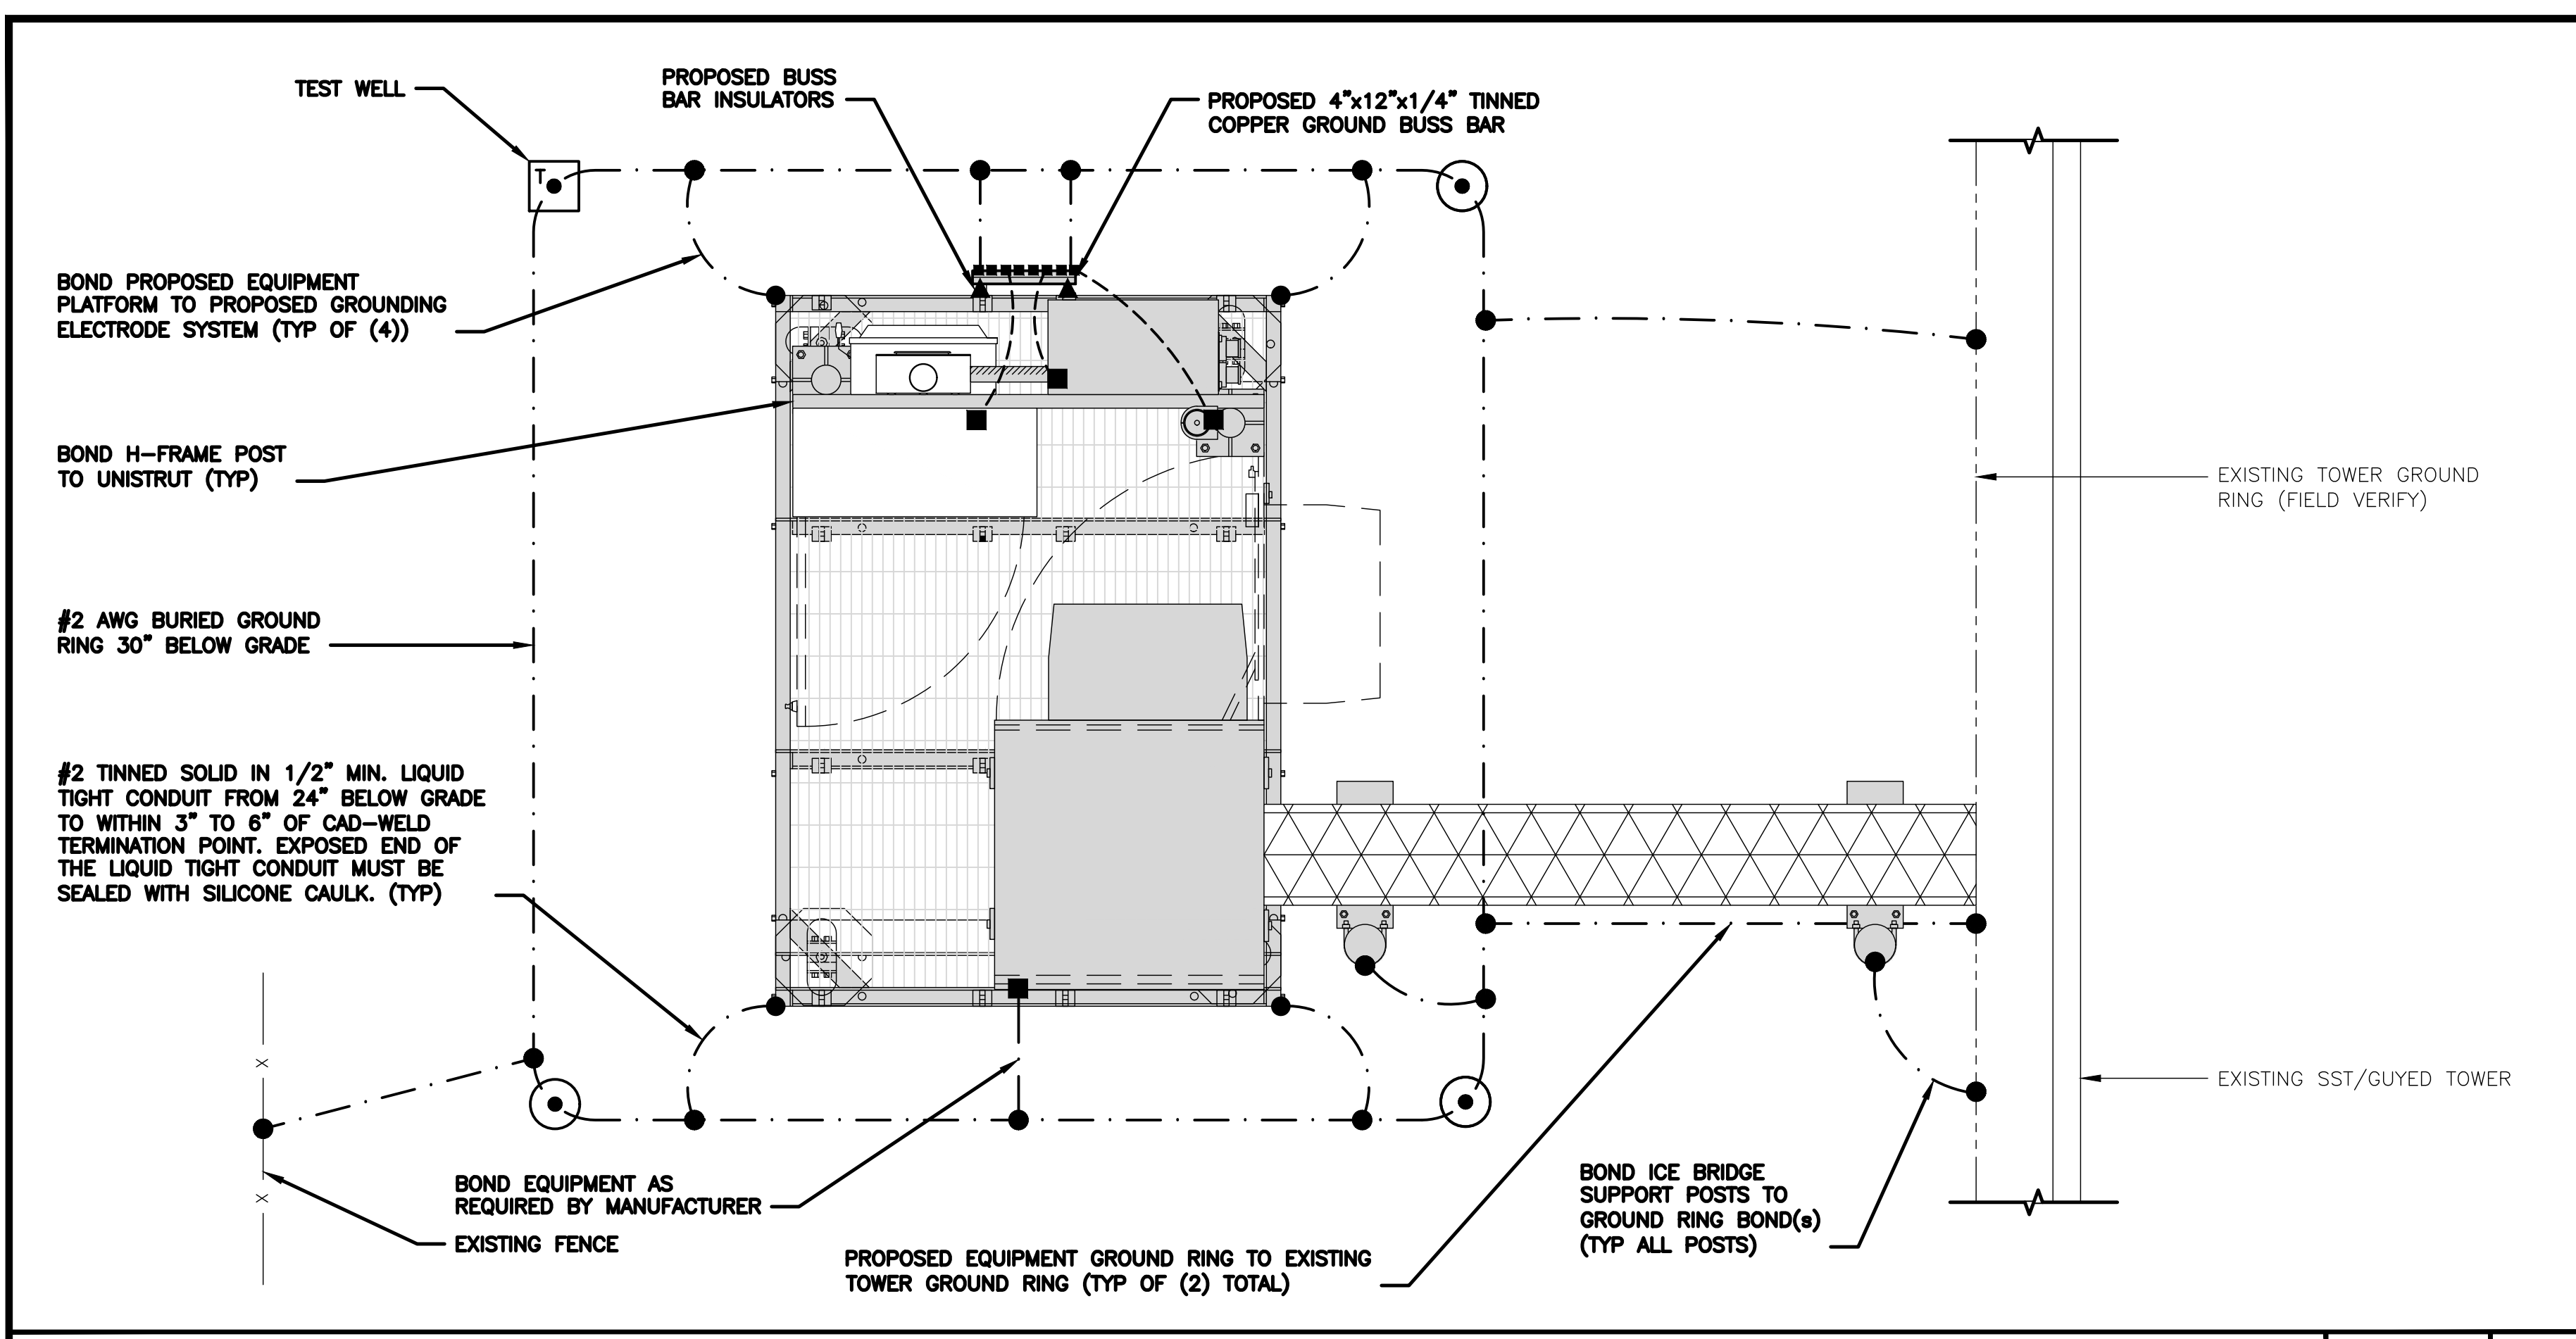 TEST WELL
PROPOSED BUSS
BAR INSULATORS
PROPOSED 4"x12"x1/4" TINNED
COPPER GROUND BUSS BAR
T
BOND PROPOSED EQUIPMENT
PLATFORM TO PROPOSED GROUNDING
ELECTRODE SYSTEM (TYP OF (4))
BOND H-FRAME POST
TO UNISTRUT (TYP)
EXISTING TOWER GROUND
RING (FIELD VERIFY)
#2 AWG BURIED GROUND
RING 30" BELOW GRADE
#2 TINNED SOLID IN 1/2" MIN. LIQUID
TIGHT CONDUIT FROM 24" BELOW GRADE
TO WITHIN 3" TO 6" OF CAD-WELD
TERMINATION POINT. EXPOSED END OF
THE LIQUID TIGHT CONDUIT MUST BE
SEALED WITH SILICONE CAULK. (TYP)
X
X
EXISTING SST/GUYED TOWER
BOND EQUIPMENT AS
REQUIRED BY MANUFACTURER
EXISTING FENCE
BOND ICE BRIDGE
SUPPORT POSTS TO
GROUND RING BOND(s)
(TYP ALL POSTS)
PROPOSED EQUIPMENT GROUND RING TO EXISTING
TOWER GROUND RING (TYP OF (2) TOTAL)